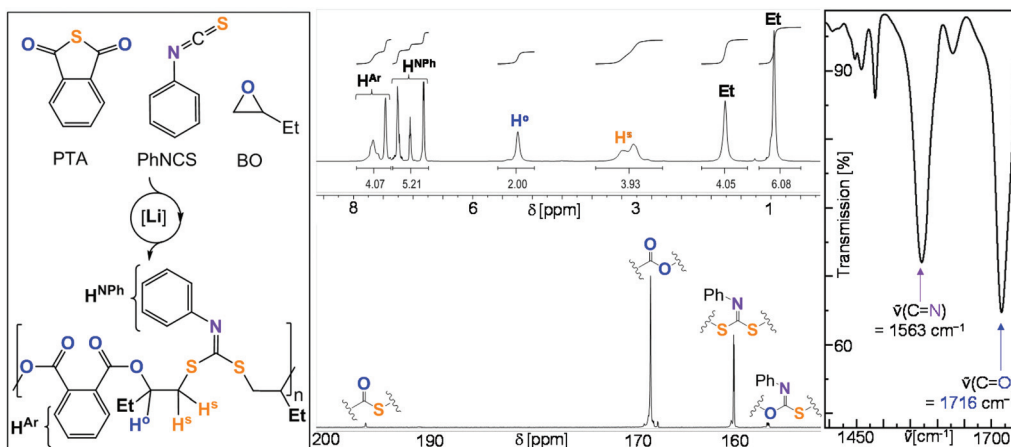 O
S
O
PTA
N
C
S
PhNCS
O
Et
BO
[Li]
H^NPh
N
O
O
O
O
S
S
n
Et
Et
H^Ar
H^o
H^s
H^s
H^Ar
H^NPh
H^o
H^s
Et
Et
4.07
5.21
2.00
3.93
4.05
6.08
8
6
δ [ppm]
3
1
O
S
O
O
Ph
N
S
S
Ph
N
O
S
200
190
δ [ppm]
160
90
Transmission [%]
60
ṽ(C=N)
= 1563 cm⁻¹
ṽ(C=O)
= 1716 cm⁻
1450
ṽ[cm⁻¹]
1700